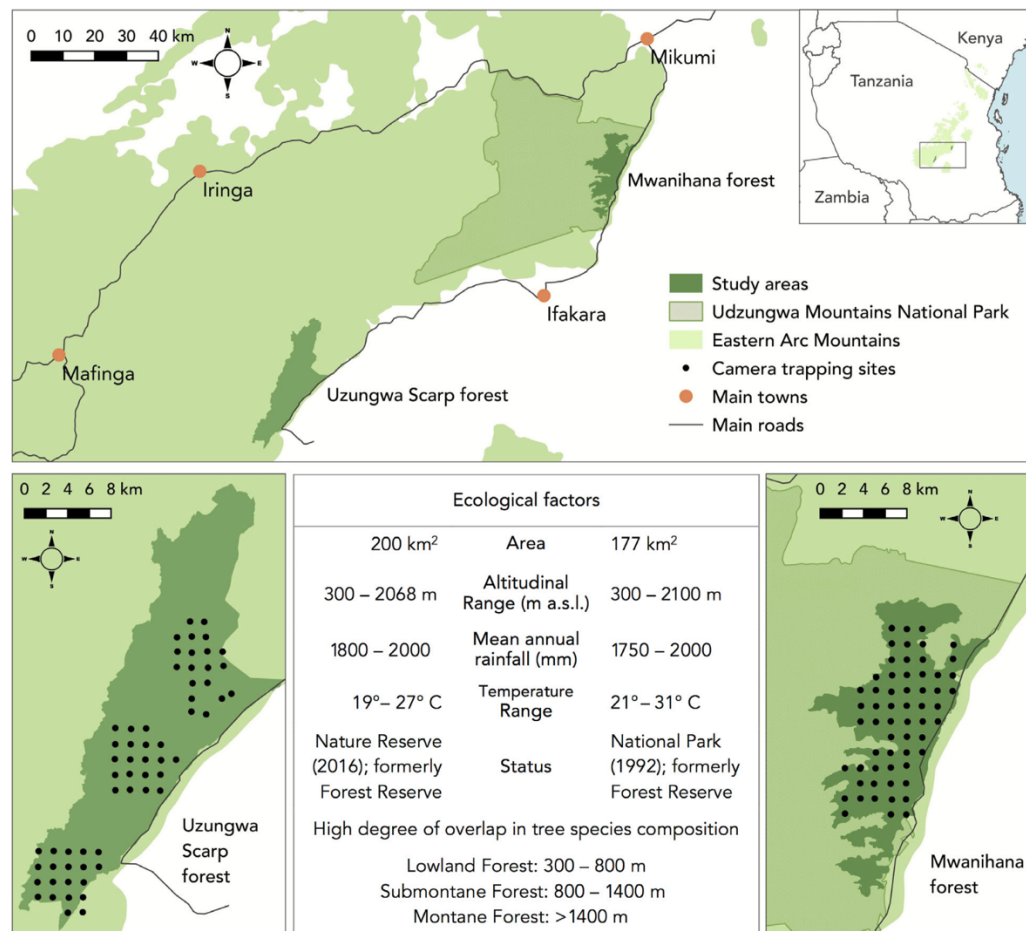 0 10 20 30 40 km
N
W E
S
Mikumi
Iringa
Mwanihana forest
Ifakara
Mafinga
Uzungwa Scarp forest
Kenya
Tanzania
Zambia
Study areas
Udzungwa Mountains National Park
Eastern Arc Mountains
Camera trapping sites
Main towns
Main roads
0 2 4 6 8 km
N
W E
S
Uzungwa
Scarp
forest
Ecological factors
200 km² Area 177 km²
300 – 2068 m Altitudinal Range (m a.s.l.) 300 – 2100 m
1800 – 2000 Mean annual rainfall (mm) 1750 – 2000
19°– 27° C Temperature Range 21°– 31° C
Nature Reserve National Park
(2016); formerly Status (1992); formerly
Forest Reserve Forest Reserve
High degree of overlap in tree species composition
Lowland Forest: 300 – 800 m
Submontane Forest: 800 – 1400 m
Montane Forest: >1400 m
0 2 4 6 8 km
N
W E
S
Mwanihana
forest